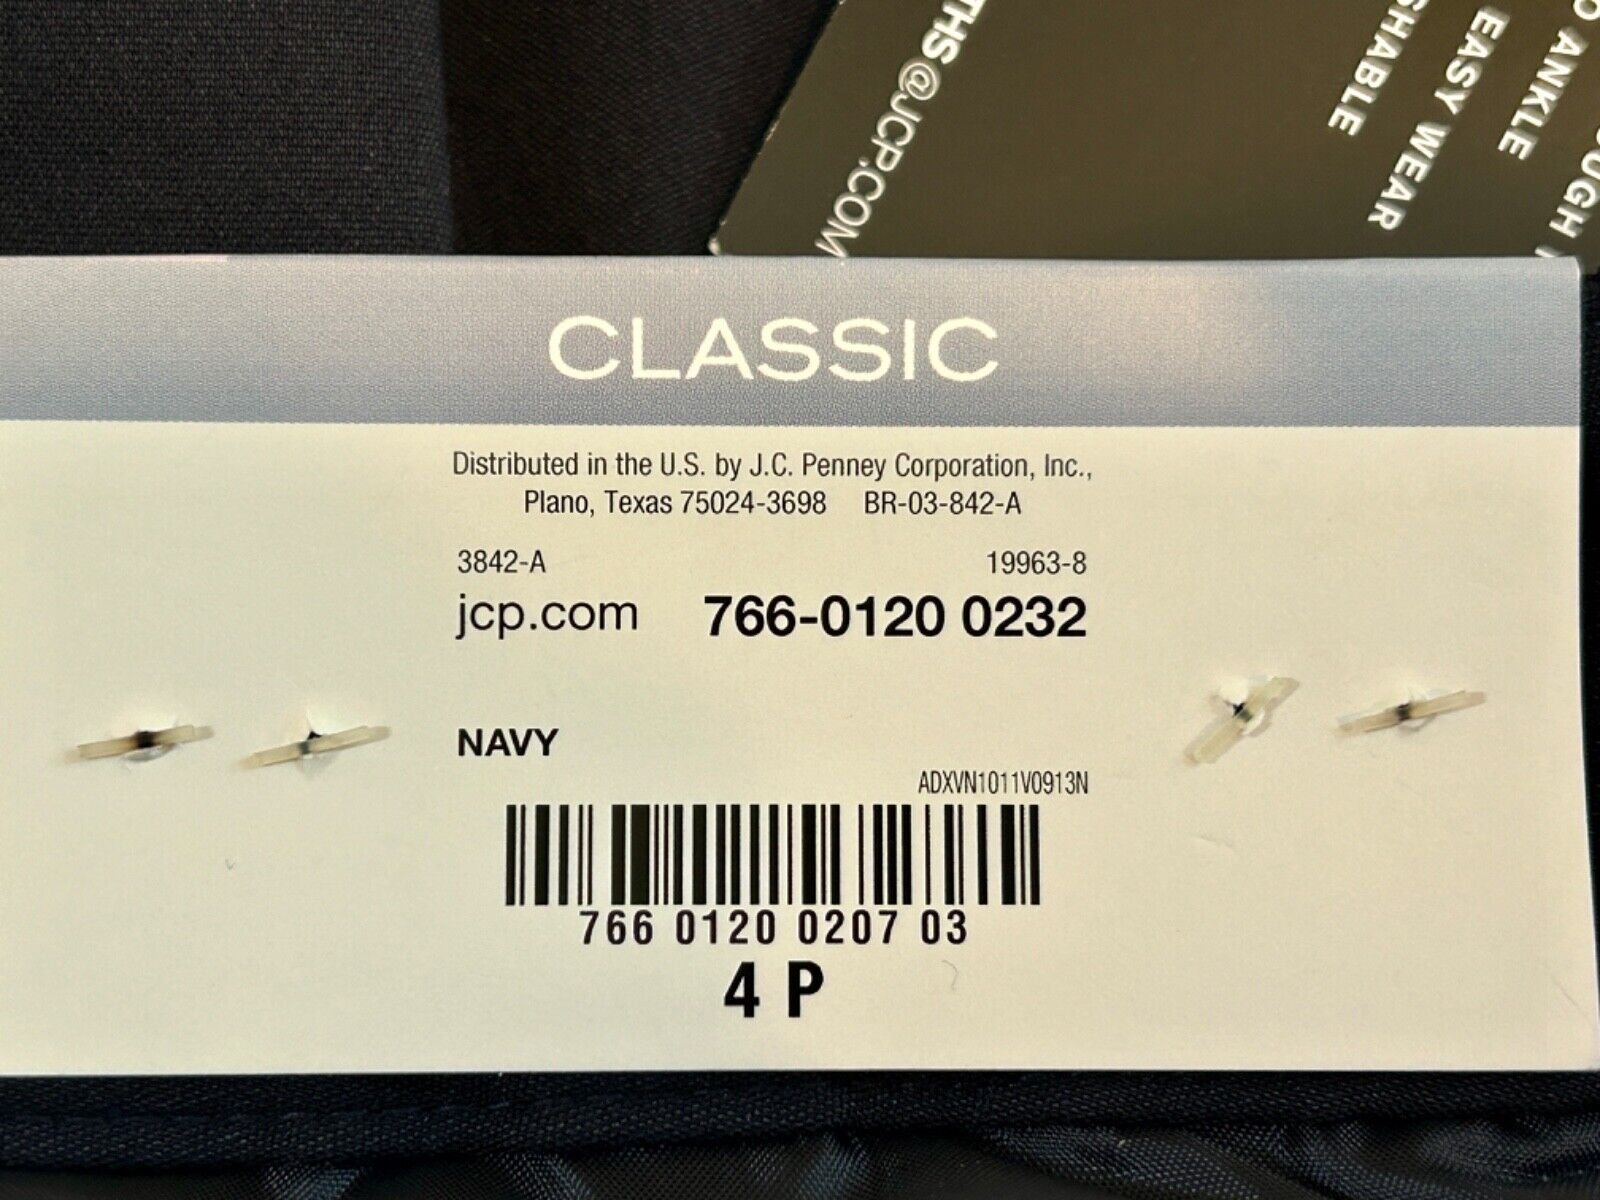 THS@JCP.COM
ANKLE
EASY WEAR
CLASSIC
Distributed in the U.S. by J.C. Penney Corporation, Inc.,
Plano, Texas 75024-3698 BR-03-842-A
3842-A 19963-8
jcp.com 766-0120 0232
NAVY
ADXVN1011V0913N
766 0120 0207 03
4 P